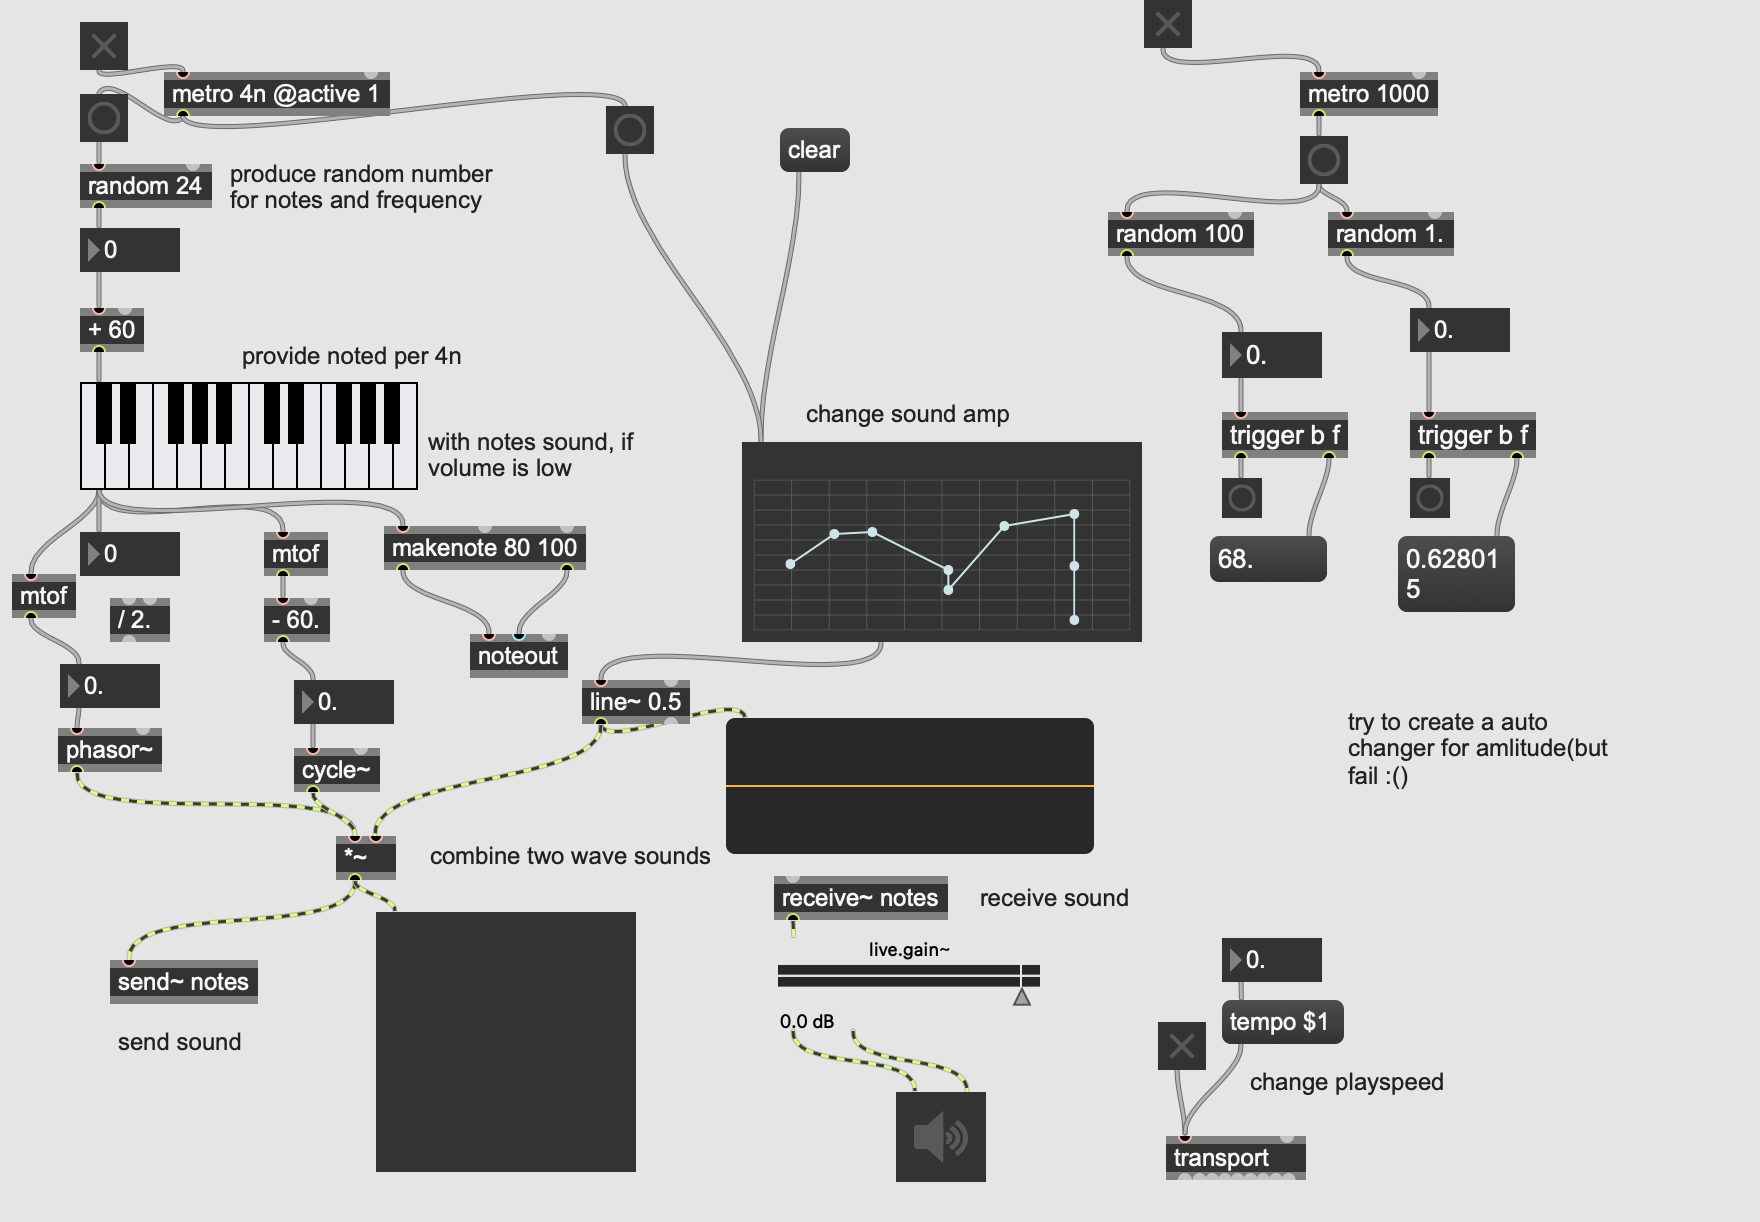 metro 4n @active 1
metro 1000
clear
random 24
produce random number
for notes and frequency
random 100
random 1.
0
+ 60
0.
0.
provide noted per 4n
change sound amp
trigger b f
trigger b f
with notes sound, if
volume is low
0
mtof
makenote 80 100
68.
0.62801
5
mtof
/ 2.
- 60.
noteout
0.
0.
line~ 0.5
phasor~
cycle~
try to create a auto
changer for amlitude(but
fail :()
*~
combine two wave sounds
receive~ notes
receive sound
live.gain~
0.0 dB
send~ notes
send sound
0.
tempo $1
change playspeed
transport